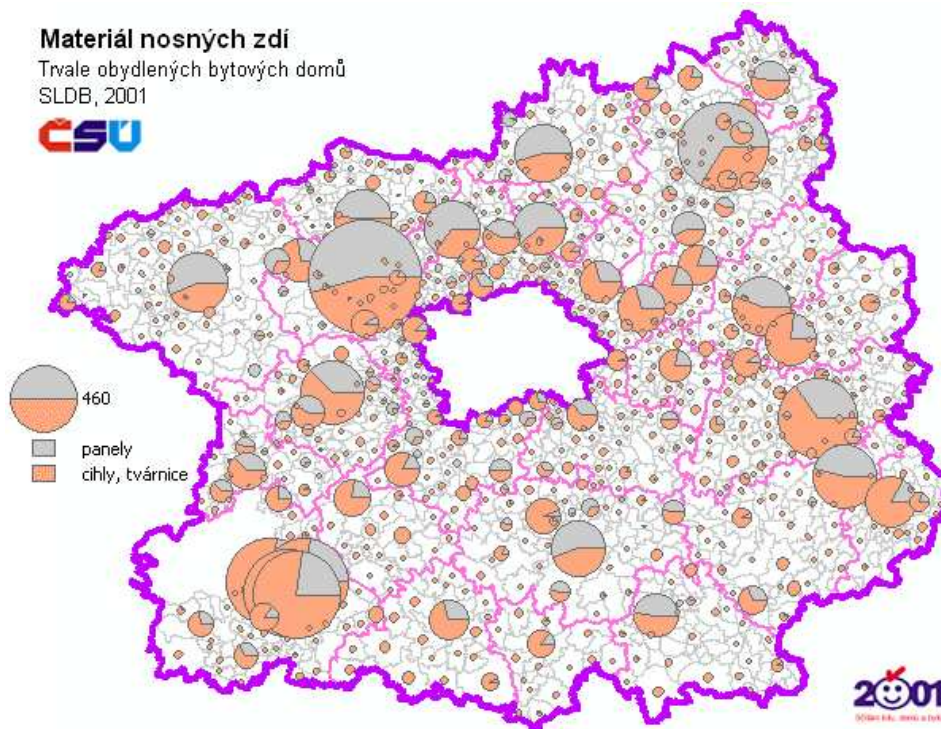 Materiál nosných zdí
Trvale obydlených bytových domů
SLDB, 2001
ČSÚ
460
panely
cihly, tvárnice
2001